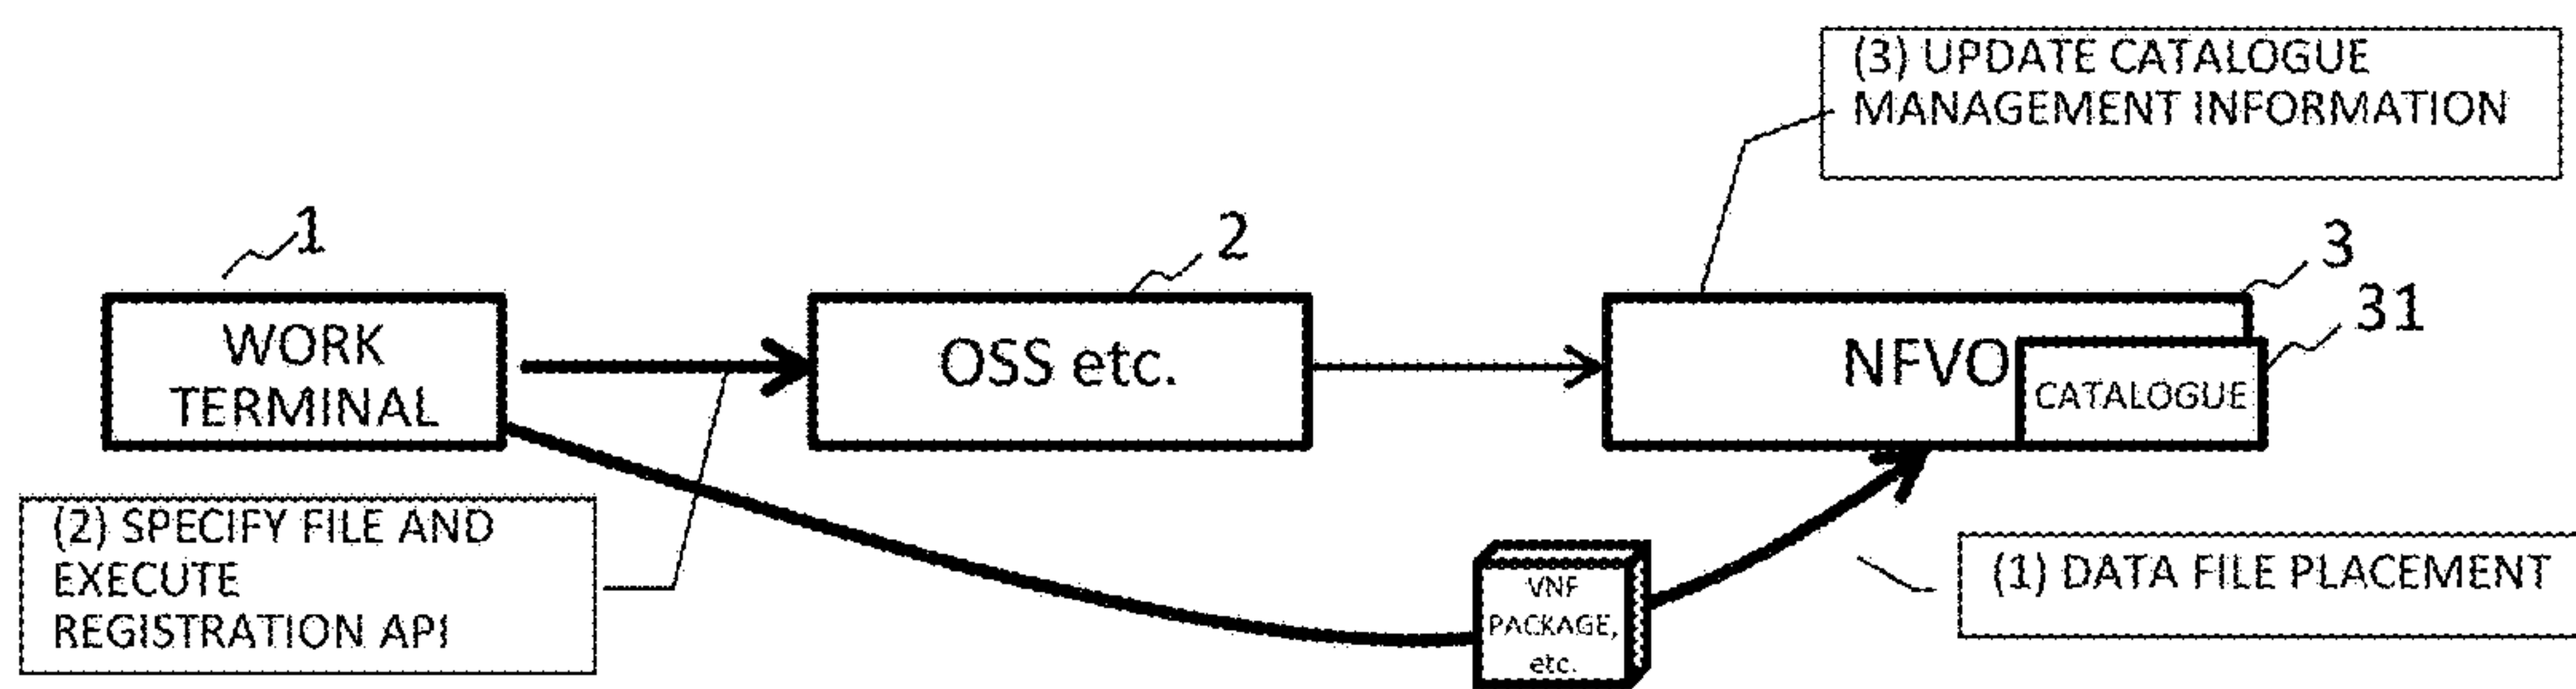 (3) UPDATE CATALOGUE
MANAGEMENT INFORMATION
1
2
3
31
WORK
TERMINAL
OSS etc.
NFVO
CATALOGUE
(2) SPECIFY FILE AND
EXECUTE
REGISTRATION API
(1) DATA FILE PLACEMENT
VNF
PACKAGE,
etc.